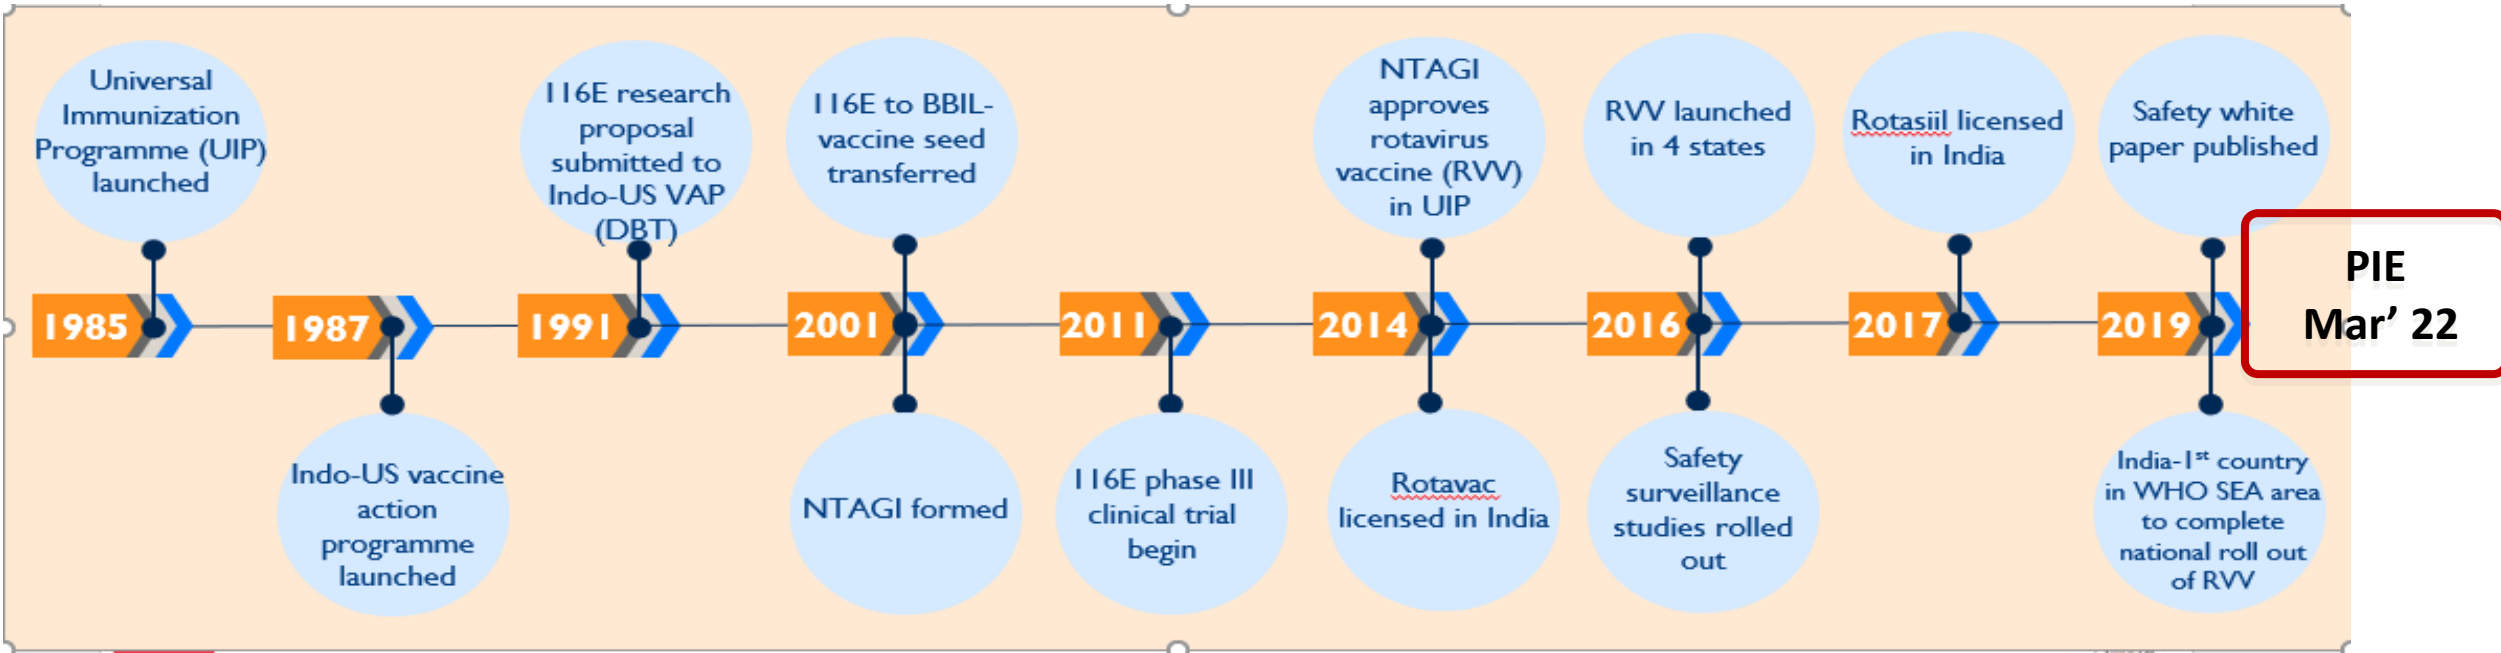 Universal
Immunization
Programme (UIP)
launched
1985
1987
Indo-US vaccine
action
programme
launched
116E research
proposal
submitted to
Indo-US VAP
(DBT)
1991
116E to BBIL-
vaccine seed
transferred
2001
NTAGI formed
2011
116E phase III
clinical trial
begin
NTAGI
approves
rotavirus
vaccine (RVV)
in UIP
2014
Rotavac
licensed in India
RVV launched
in 4 states
2016
Safety
surveillance
studies rolled
out
Rotasiil licensed
in India
2017
Safety white
paper published
2019
India-1st country
in WHO SEA area
to complete
national roll out
of RVV
PIE
Mar’ 22